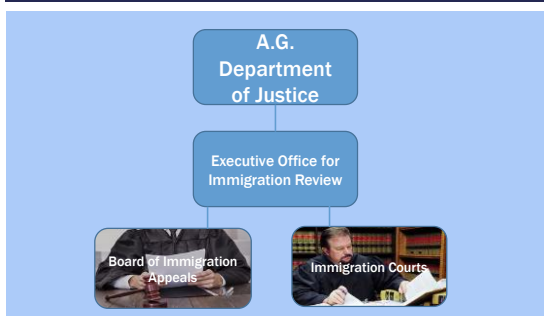 A.G.
Department
of Justice
Executive Office for
Immigration Review
Board of Immigration
Appeals
Immigration Courts